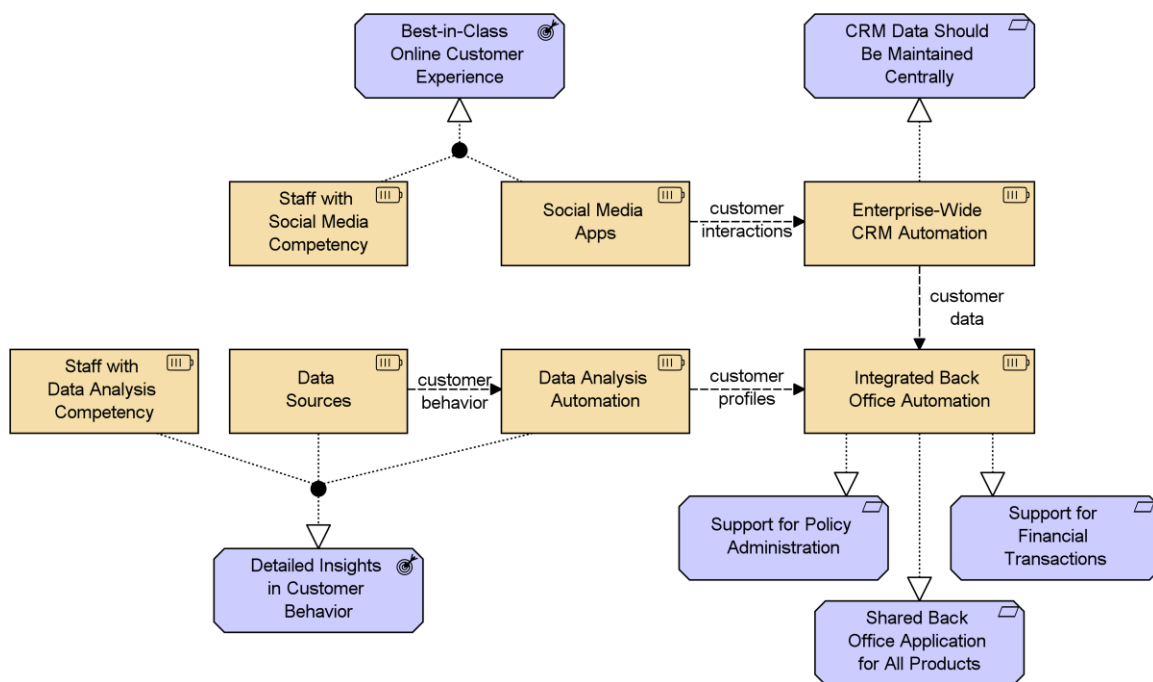 Best-in-Class
Online Customer
Experience
CRM Data Should
Be Maintained
Centrally
Staff with
Social Media
Competency
Social Media
Apps
customer
interactions
Enterprise-Wide
CRM Automation
customer
data
Staff with
Data Analysis
Competency
Data
Sources
customer
behavior
Data Analysis
Automation
customer
profiles
Integrated Back
Office Automation
Support for Policy
Administration
Support for
Financial
Transactions
Detailed Insights
in Customer
Behavior
Shared Back
Office Application
for All Products